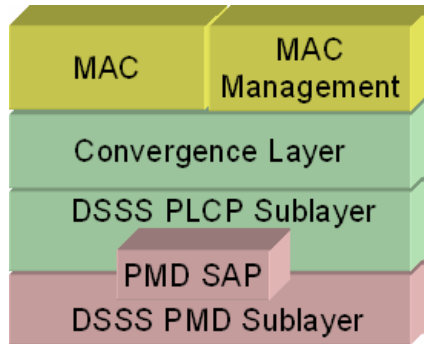 MAC
MAC
Management
Convergence Layer
DSSS PLCP Sublayer
PMD SAP
DSSS PMD Sublayer